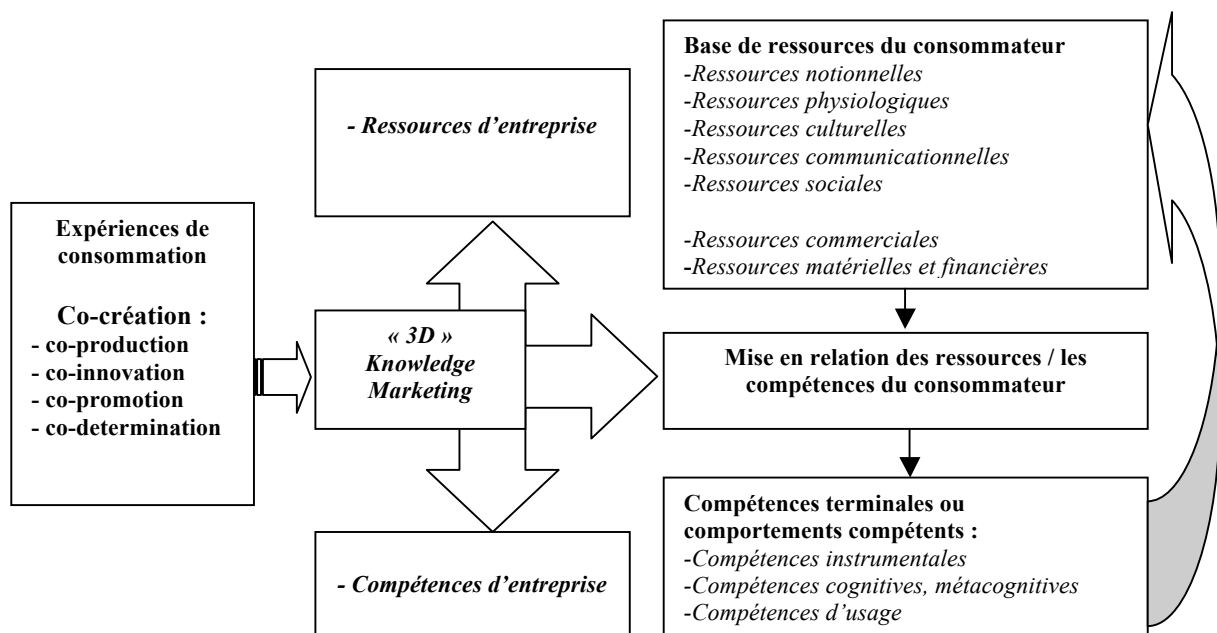 Expériences de
consommation
Co-création :
- co-production
- co-innovation
- co-promotion
- co-determination
- Ressources d’entreprise
« 3D »
Knowledge
Marketing
- Compétences d’entreprise
Base de ressources du consommateur
-Ressources notionnelles
-Ressources physiologiques
-Ressources culturelles
-Ressources communicationnelles
-Ressources sociales
-Ressources commerciales
-Ressources matérielles et financières
Mise en relation des ressources / les
compétences du consommateur
Compétences terminales ou
comportements compétents :
-Compétences instrumentales
-Compétences cognitives, métacognitives
-Compétences d’usage